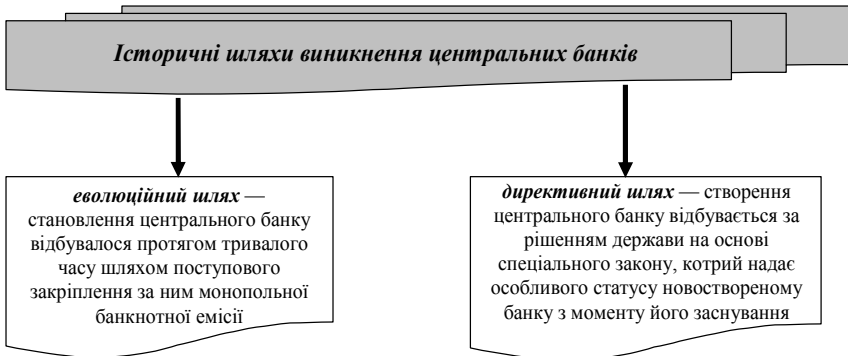 Історичні шляхи виникнення центральних банків
еволюційний шлях —
становлення центрального банку
відбувалося протягом тривалого
часу шляхом поступового
закріплення за ним монопольної
банкнотної емісії
директивний шлях — створення
центрального банку відбувається за
рішенням держави на основі
спеціального закону, котрий надає
особливого статусу новоствореному
банку з моменту його заснування